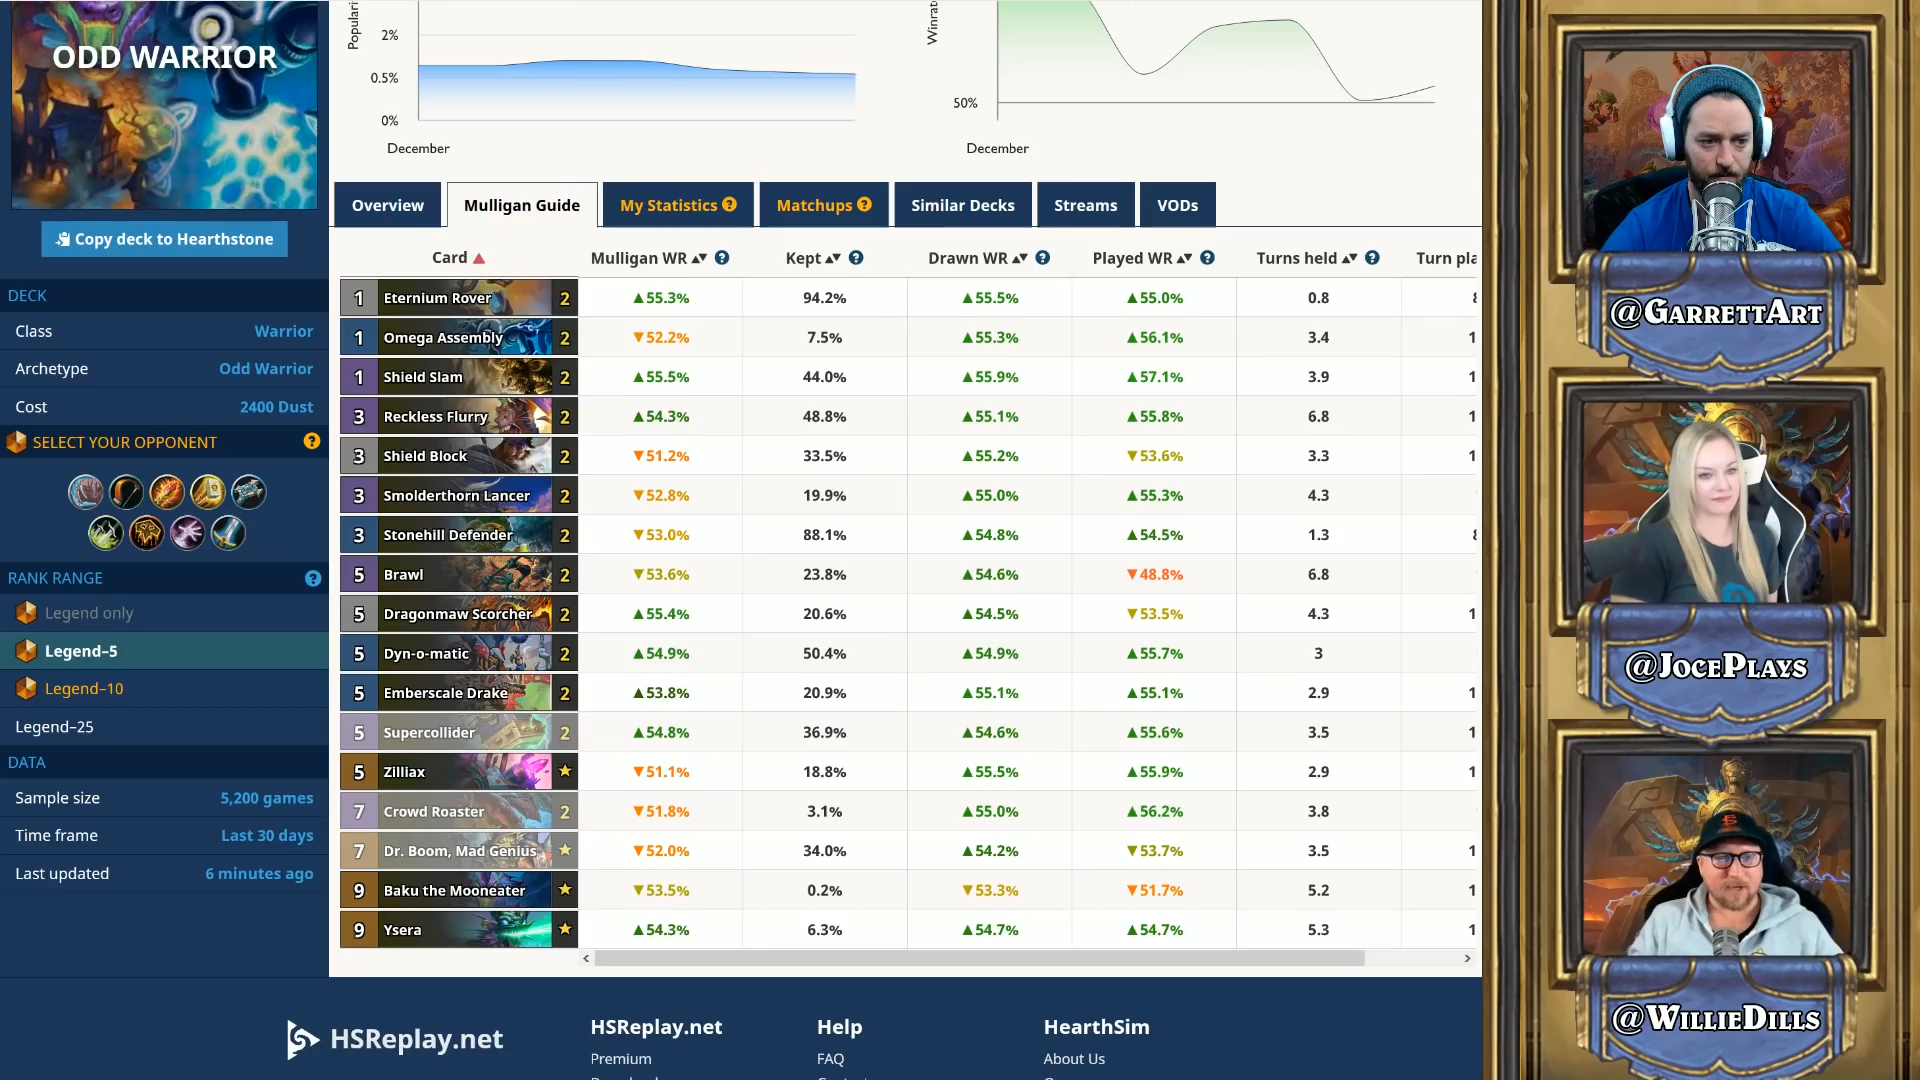 ODD WARRIOR
Copy deck to Hearthstone
DECK
Class Warrior
Archetype Odd Warrior
Cost 2400 Dust
SELECT YOUR OPPONENT ?
RANK RANGE ?
Legend only
Legend–5
Legend–10
Legend–25
DATA
Sample size 5,200 games
Time frame Last 30 days
Last updated 6 minutes ago
2%
0.5%
0%
December
Winrate
50%
December
Overview Mulligan Guide My Statistics ? Matchups ? Similar Decks Streams VODs
Card Mulligan WR ? Kept ? Drawn WR ? Played WR ? Turns held ? Turn
1 Eternium Rover 2 ▲55.3% 94.2% ▲55.5% ▲55.0% 0.8
1 Omega Assembly 2 ▼52.2% 7.5% ▲55.3% ▲56.1% 3.4 1
1 Shield Slam 2 ▲55.5% 44.0% ▲55.9% ▲57.1% 3.9 1
3 Reckless Flurry 2 ▲54.3% 48.8% ▲55.1% ▲55.8% 6.8 1
3 Shield Block 2 ▼51.2% 33.5% ▲55.2% ▼53.6% 3.3 1
3 Smolderthorn Lancer 2 ▼52.8% 19.9% ▲55.0% ▲55.3% 4.3
3 Stonehill Defender 2 ▼53.0% 88.1% ▲54.8% ▲54.5% 1.3
5 Brawl 2 ▼53.6% 23.8% ▲54.6% ▼48.8% 6.8
5 Dragonmaw Scorcher 2 ▲55.4% 20.6% ▲54.5% ▼53.5% 4.3 1
5 Dyn-o-matic 2 ▲54.9% 50.4% ▲54.9% ▲55.7% 3
5 Emberscale Drake 2 ▲53.8% 20.9% ▲55.1% ▲55.1% 2.9 1
5 Supercollider 2 ▲54.8% 36.9% ▲54.6% ▲55.6% 3.5 1
5 Zilliax ★ ▼51.1% 18.8% ▲55.5% ▲55.9% 2.9 1
7 Crowd Roaster 2 ▼51.8% 3.1% ▲55.0% ▲56.2% 3.8
7 Dr. Boom, Mad Genius ★ ▼52.0% 34.0% ▲54.2% ▼53.7% 3.5 1
9 Baku the Mooneater ★ ▼53.5% 0.2% ▼53.3% ▼51.7% 5.2 1
9 Ysera ★ ▲54.3% 6.3% ▲54.7% ▲54.7% 5.3 1
HSReplay.net
HSReplay.net Help HearthSim
Premium FAQ About Us
@GarrettArt
@JocePlays
@WillieDills